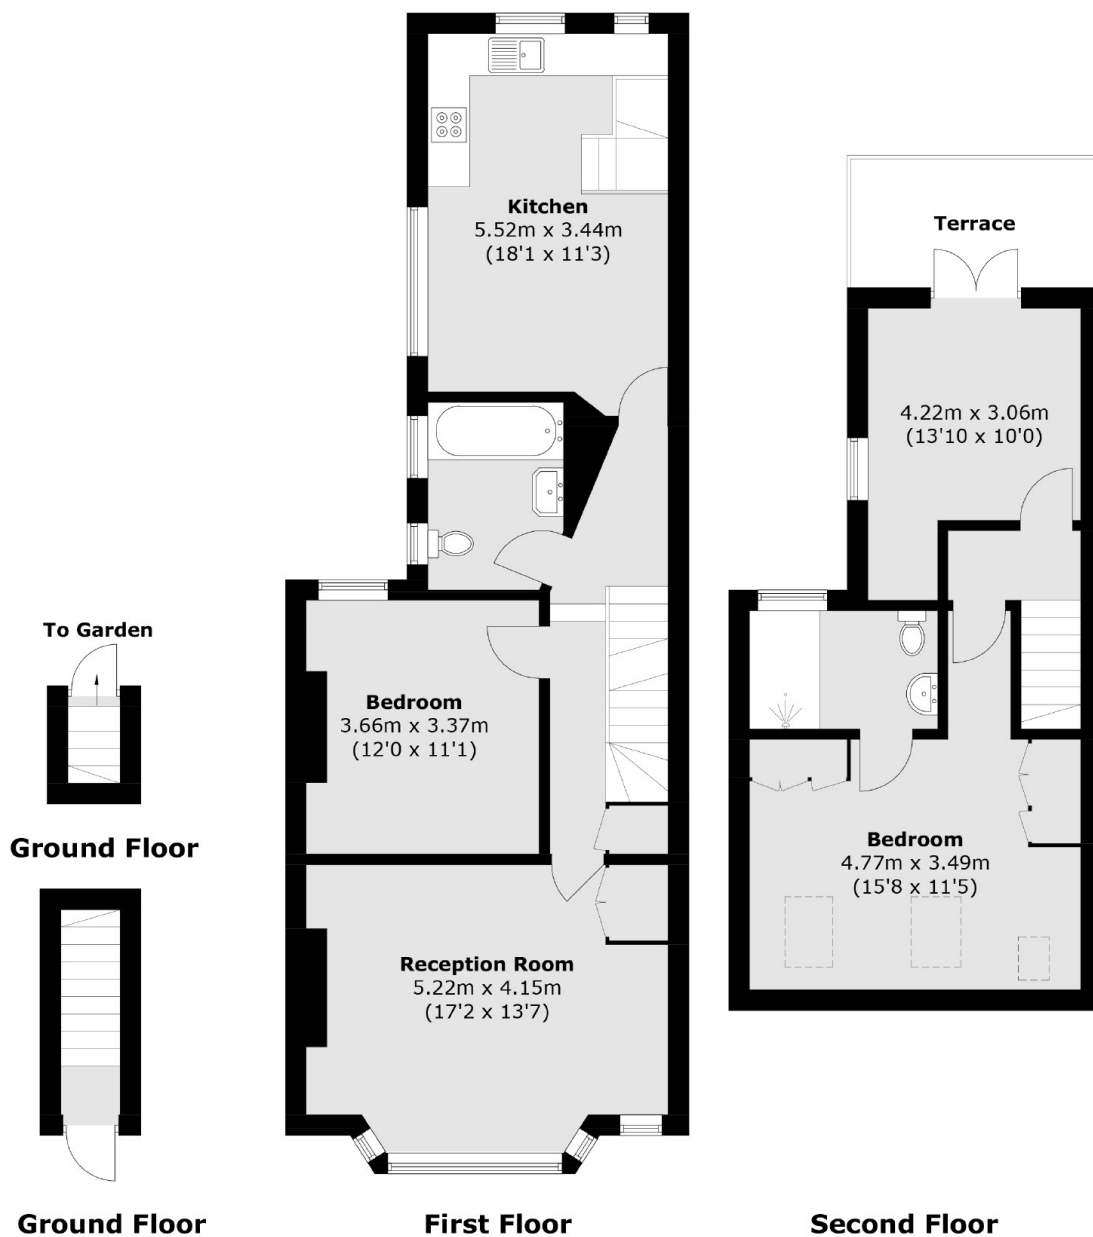 Kitchen
5.52m x 3.44m
(18'1 x 11'3)
Terrace
4.22m x 3.06m
(13'10 x 10'0)
To Garden
Bedroom
3.66m x 3.37m
(12'0 x 11'1)
Ground Floor
Bedroom
4.77m x 3.49m
(15'8 x 11'5)
Reception Room
5.22m x 4.15m
(17'2 x 13'7)
Ground Floor
First Floor
Second Floor